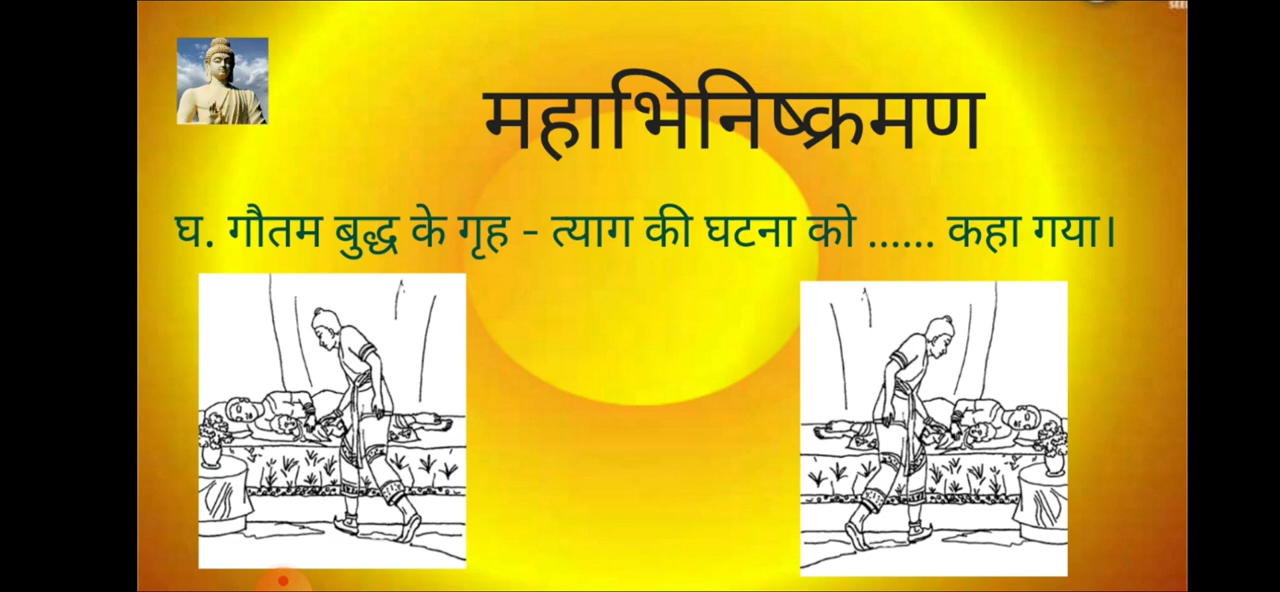 महाभिनिष्क्रमण
घ. गौतम बुद्ध के गृह - त्याग की घटना को ...... कहा गया।